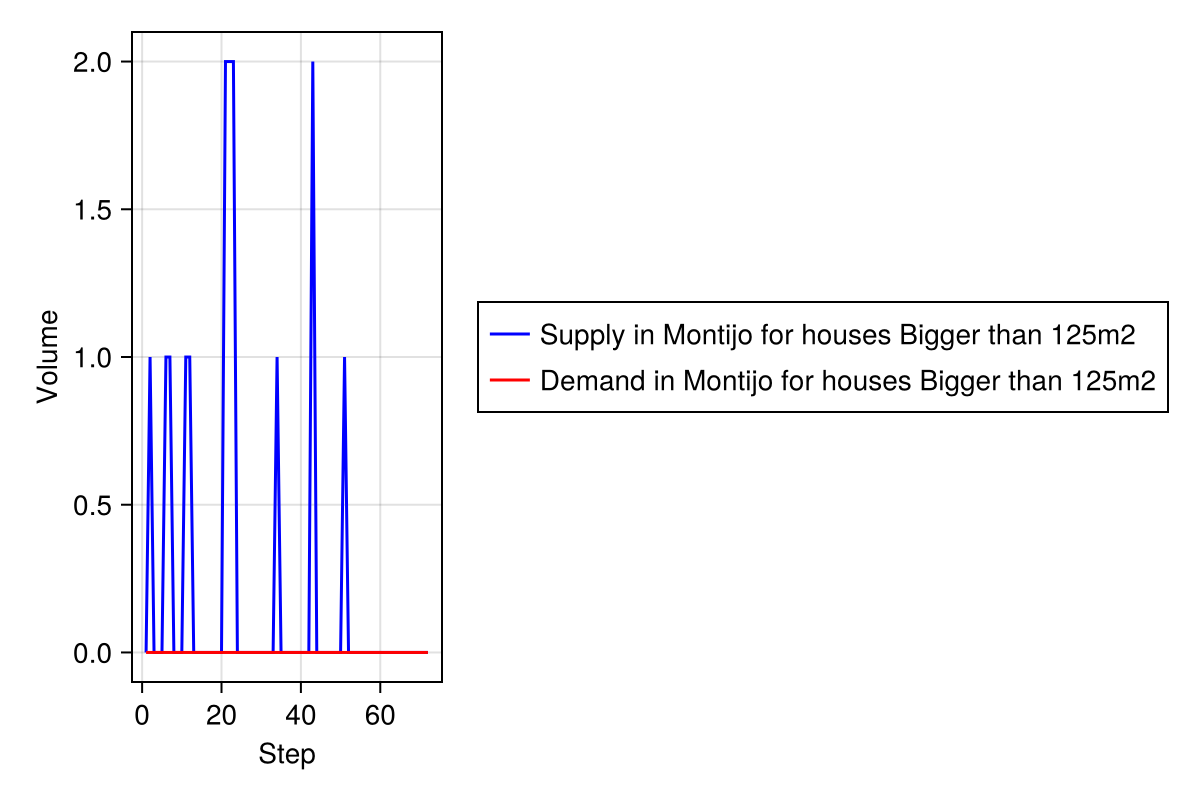 2.0
1.5
1.0
0.5
0.0
Volume
0 20 40 60
Step
Supply in Montijo for houses Bigger than 125m2
Demand in Montijo for houses Bigger than 125m2